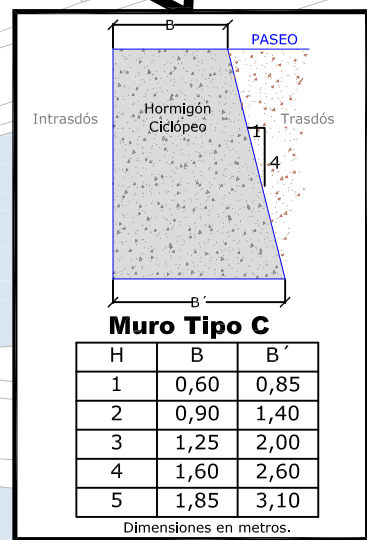 B
PASEO
Intrasdós
Hormigón
Ciclópeo
Trasdós
1
4
B´
Muro Tipo C
H B B´
1 0,60 0,85
2 0,90 1,40
3 1,25 2,00
4 1,60 2,60
5 1,85 3,10
Dimensiones en metros.